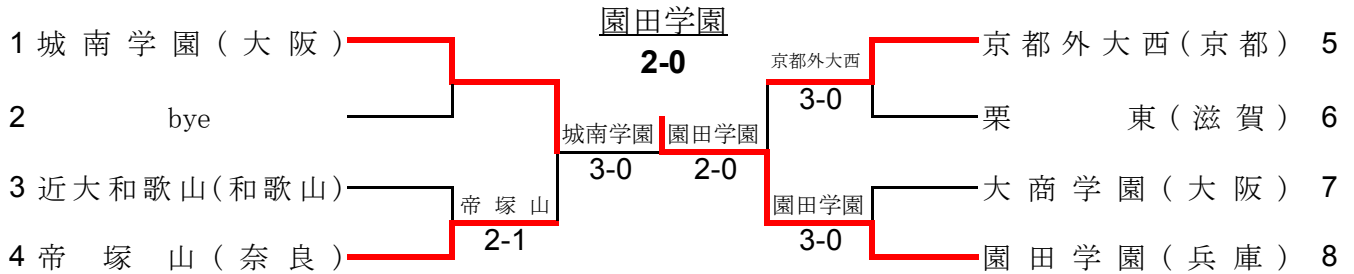 園田学園
2-0
1 城南学園(大阪)
2 bye
3 近大和歌山(和歌山)
4 帝塚山(奈良)
帝塚山
2-1
城南学園
3-0
園田学園
2-0
京都外大西
3-0
園田学園
3-0
京都外大西(京都) 5
栗東(滋賀) 6
大商学園(大阪) 7
園田学園(兵庫) 8